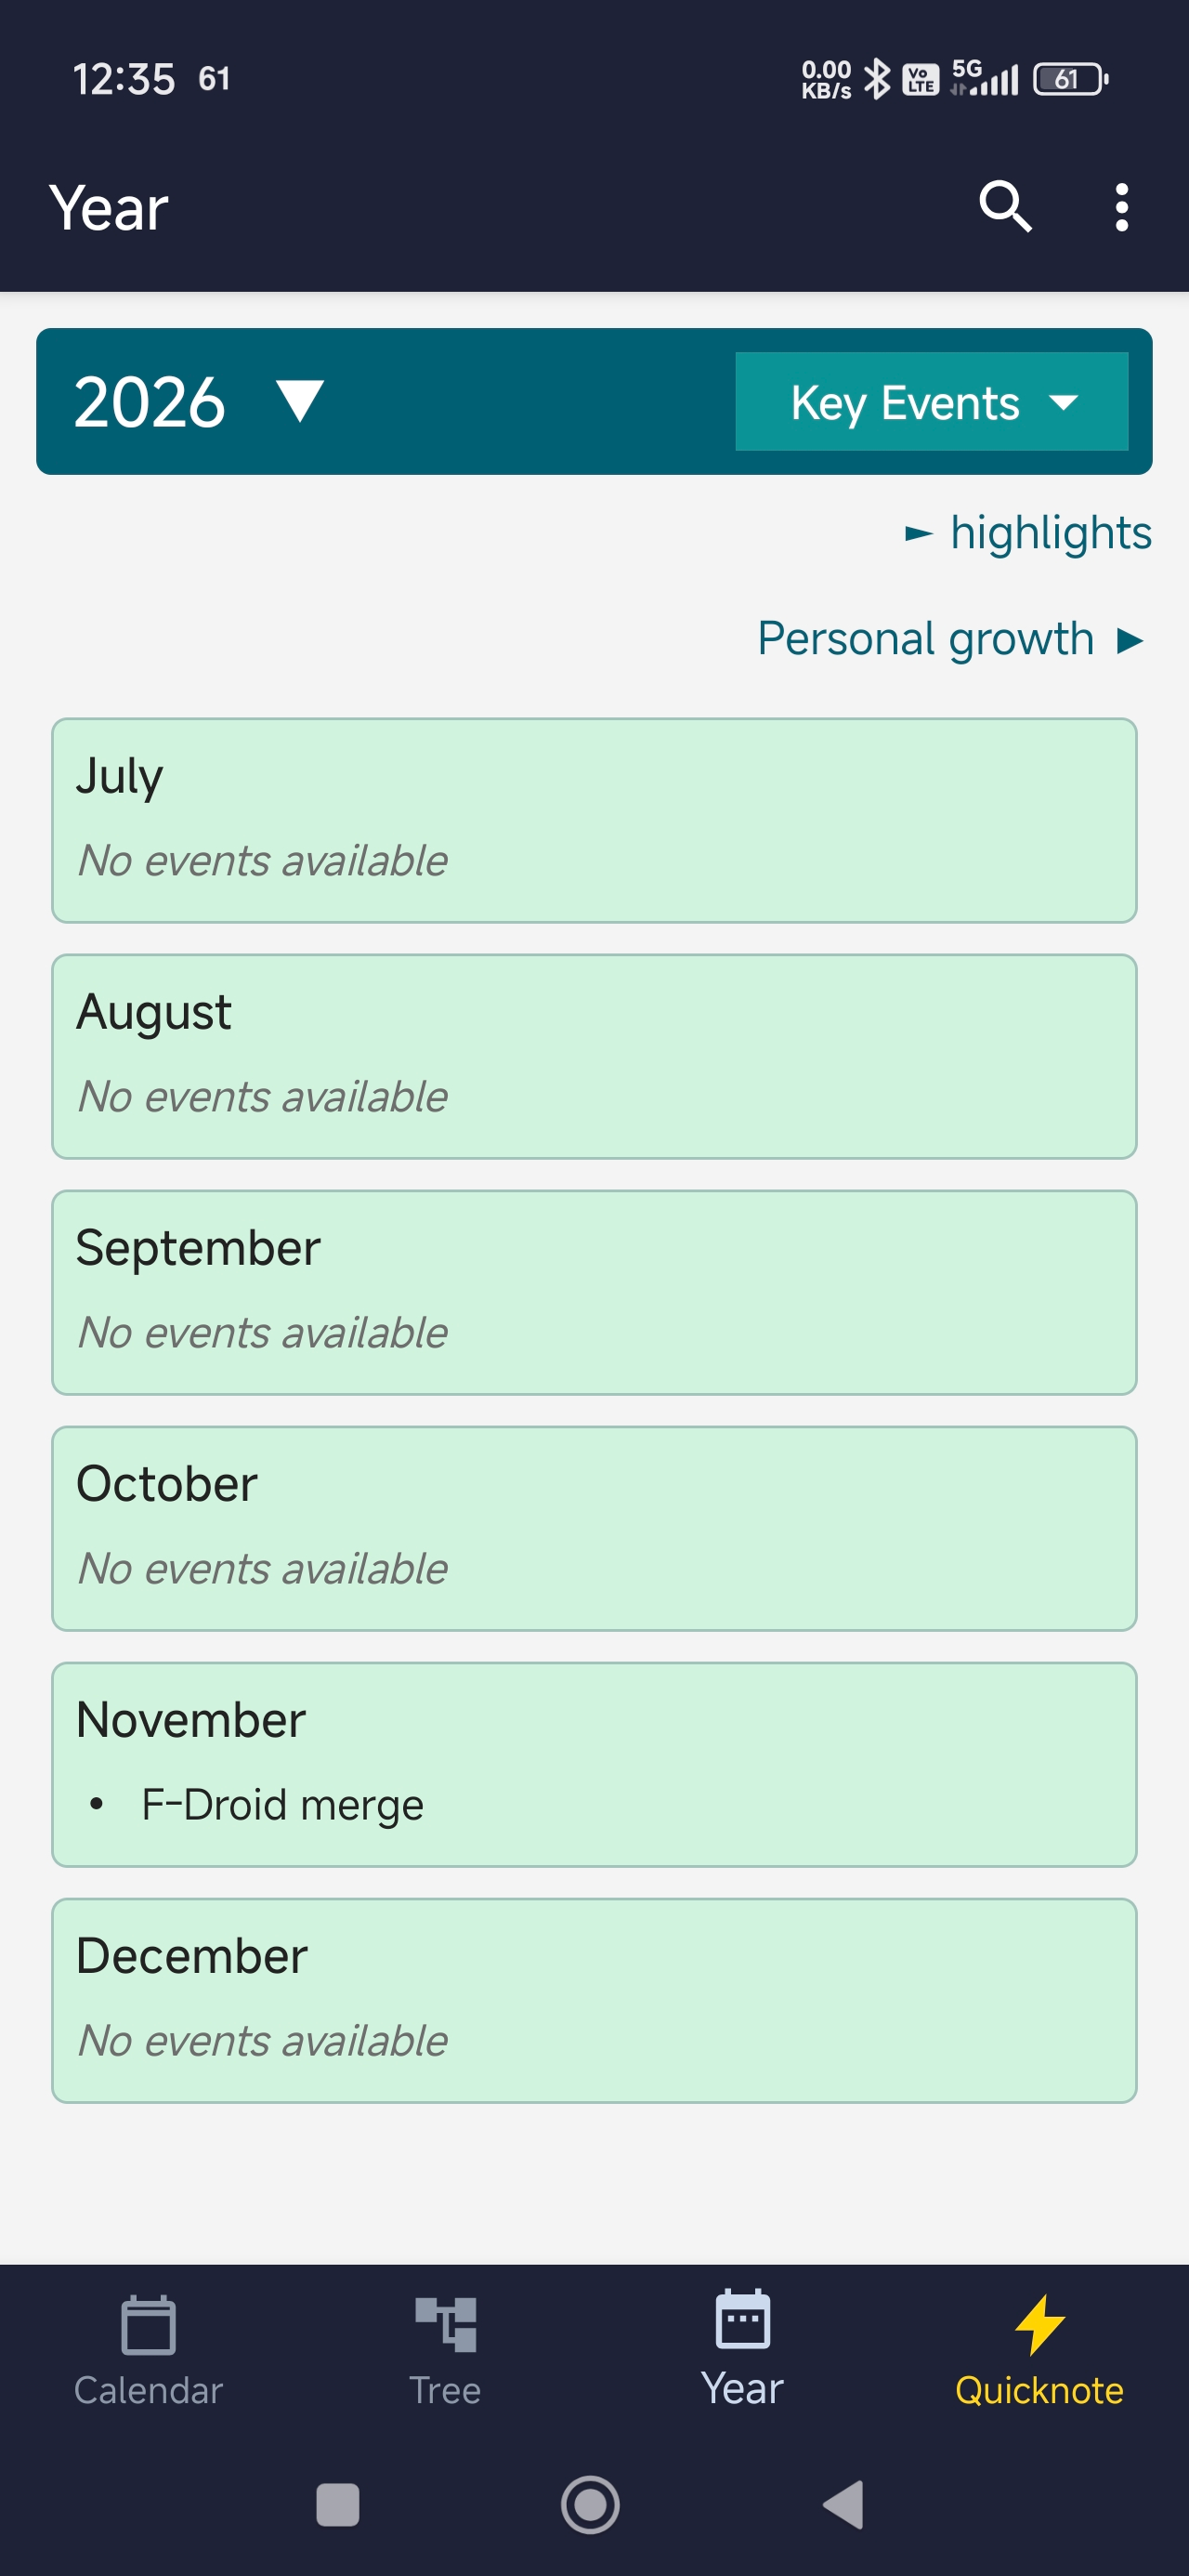 12:35 61 0.00 KB/s Vo LTE 5G 61
Year
2026 ▼ Key Events
► highlights
Personal growth ►
July
No events available
August
No events available
September
No events available
October
No events available
November
• F-Droid merge
December
No events available
Calendar Tree Year Quicknote